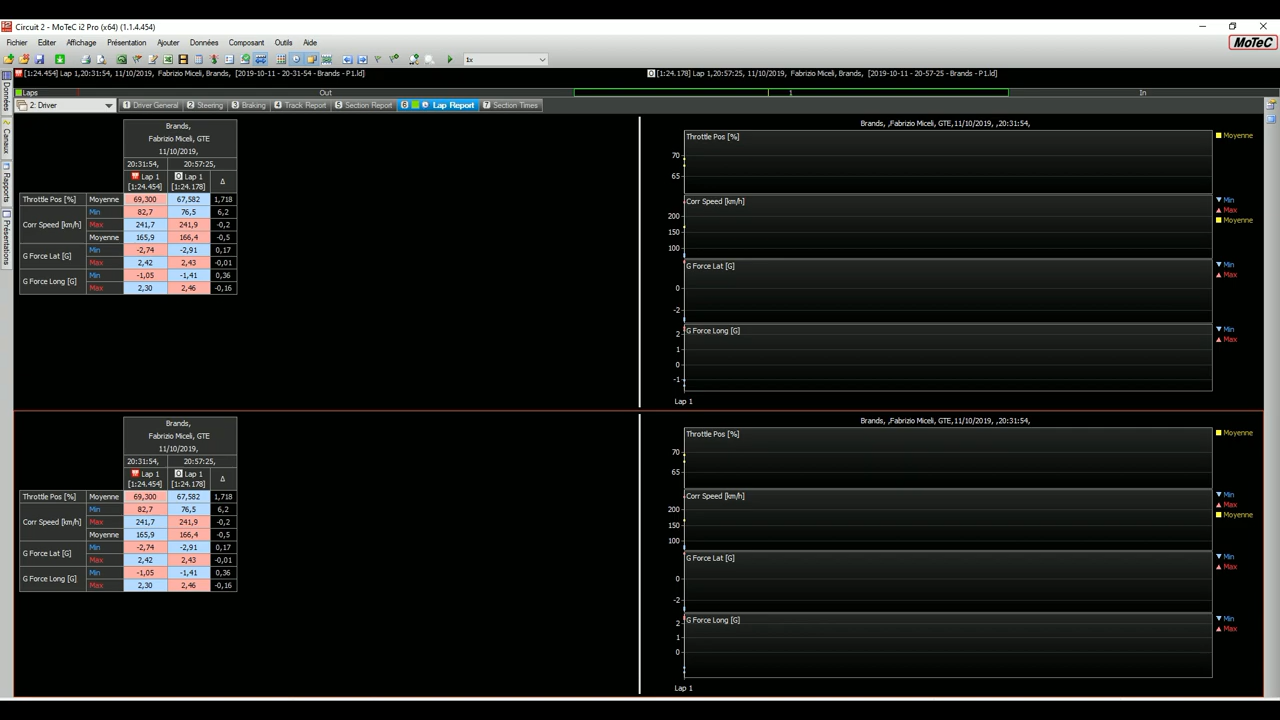 Circuit 2 - MoTeC i2 Pro (x64) (1.1.4.454)
Fichier Editer Affichage Présentation Ajouter Données Composant Outils Aide
MoTeC
1x
[1:24.454] Lap 1,20:31:54, 11/10/2019, Fabrizio Miceli, Brands, [2019-10-11 - 20-31-54 - Brands - P1.ld]
[1:24.178] Lap 1,20:57:25, 11/10/2019, Fabrizio Miceli, Brands, [2019-10-11 - 20-57-25 - Brands - P1.ld]
Laps Out 1 In
2: Driver 1 Driver General 2 Steering 3 Braking 4 Track Report 5 Section Report 6 Lap Report 7 Section Times
Données
Canaux
Rapports
Présentations
Brands,
Fabrizio Miceli, GTE
11/10/2019,
20:31:54, 20:57:25,
Lap 1 Lap 1 Δ
[1:24.454] [1:24.178]
Throttle Pos [%] Moyenne 69,300 67,582 1,718
Corr Speed [km/h] Min 82,7 76,5 6,2
Max 241,7 241,9 -0,2
Moyenne 165,9 166,4 -0,5
G Force Lat [G] Min -2,74 -2,91 0,17
Max 2,42 2,43 -0,01
G Force Long [G] Min -1,05 -1,41 0,36
Max 2,30 2,46 -0,16
Brands, ,Fabrizio Miceli, GTE,11/10/2019, ,20:31:54,
Throttle Pos [%] Moyenne
70
65
Corr Speed [km/h] Min
Max
Moyenne
200
150
100
G Force Lat [G] Min
Max
0
-2
G Force Long [G] Min
Max
2
1
0
-1
Lap 1
Brands,
Fabrizio Miceli, GTE
11/10/2019,
20:31:54, 20:57:25,
Lap 1 Lap 1 Δ
[1:24.454] [1:24.178]
Throttle Pos [%] Moyenne 69,300 67,582 1,718
Corr Speed [km/h] Min 82,7 76,5 6,2
Max 241,7 241,9 -0,2
Moyenne 165,9 166,4 -0,5
G Force Lat [G] Min -2,74 -2,91 0,17
Max 2,42 2,43 -0,01
G Force Long [G] Min -1,05 -1,41 0,36
Max 2,30 2,46 -0,16
Brands, ,Fabrizio Miceli, GTE,11/10/2019, ,20:31:54,
Throttle Pos [%] Moyenne
70
65
Corr Speed [km/h] Min
Max
Moyenne
200
150
100
G Force Lat [G] Min
Max
0
-2
G Force Long [G] Min
Max
2
1
0
Lap 1